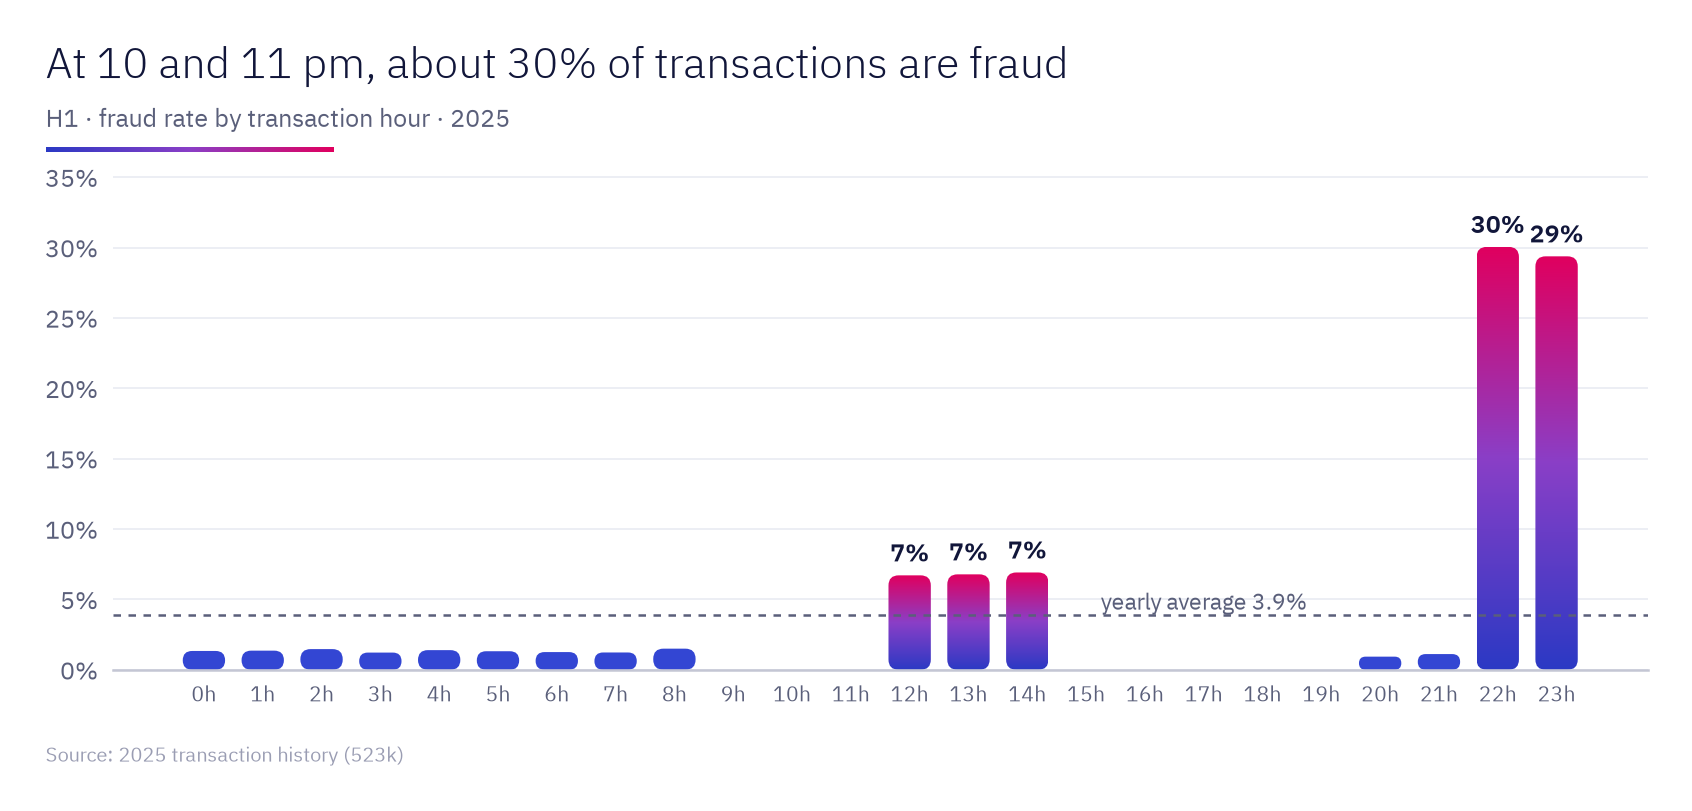 At 10 and 11 pm, about 30% of transactions are fraud
H1 · fraud rate by transaction hour · 2025
35%
30%
25%
20%
15%
10%
5%
0%
30%
29%
7%
7%
7%
yearly average 3.9%
0h 1h 2h 3h 4h 5h 6h 7h 8h 9h 10h 11h 12h 13h 14h 15h 16h 17h 18h 19h 20h 21h 22h 23h
Source: 2025 transaction history (523k)